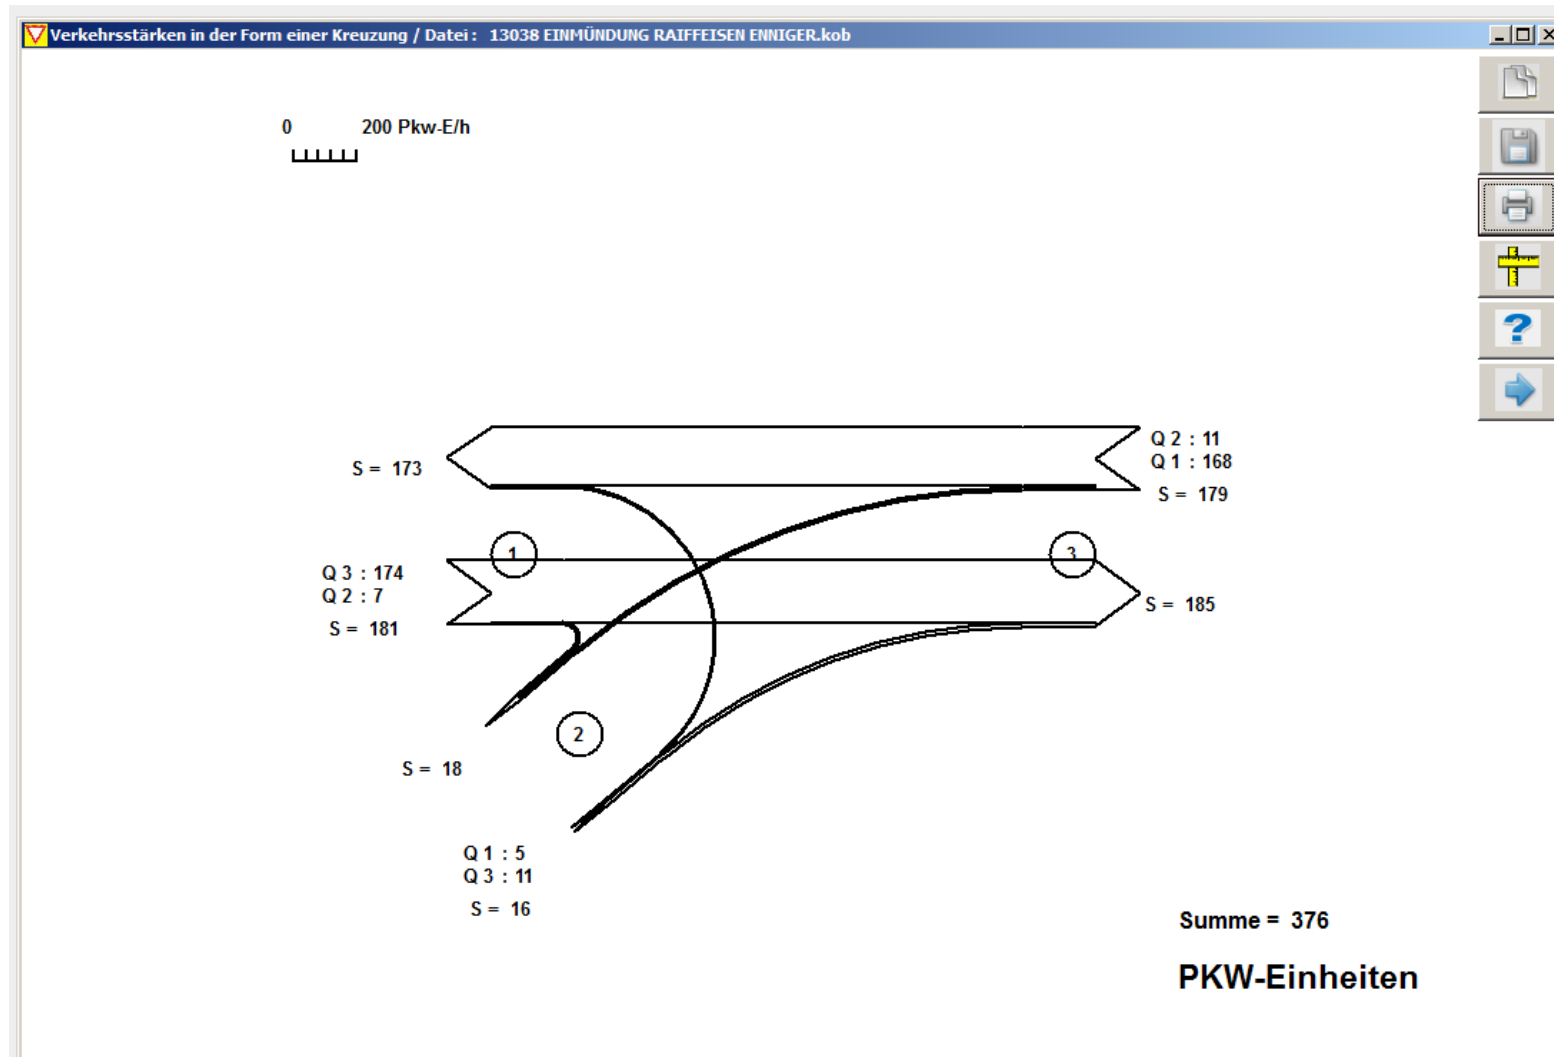 Verkehrsstärken in der Form einer Kreuzung / Datei : 13038 EINMÜNDUNG RAIFFEISEN ENNIGER.kob
0 200 Pkw-E/h
Q 2 : 11
Q 1 : 168
S = 173
S = 179
1
3
Q 3 : 174
Q 2 : 7
S = 181
S = 185
2
S = 18
Q 1 : 5
Q 3 : 11
S = 16
Summe = 376
PKW-Einheiten